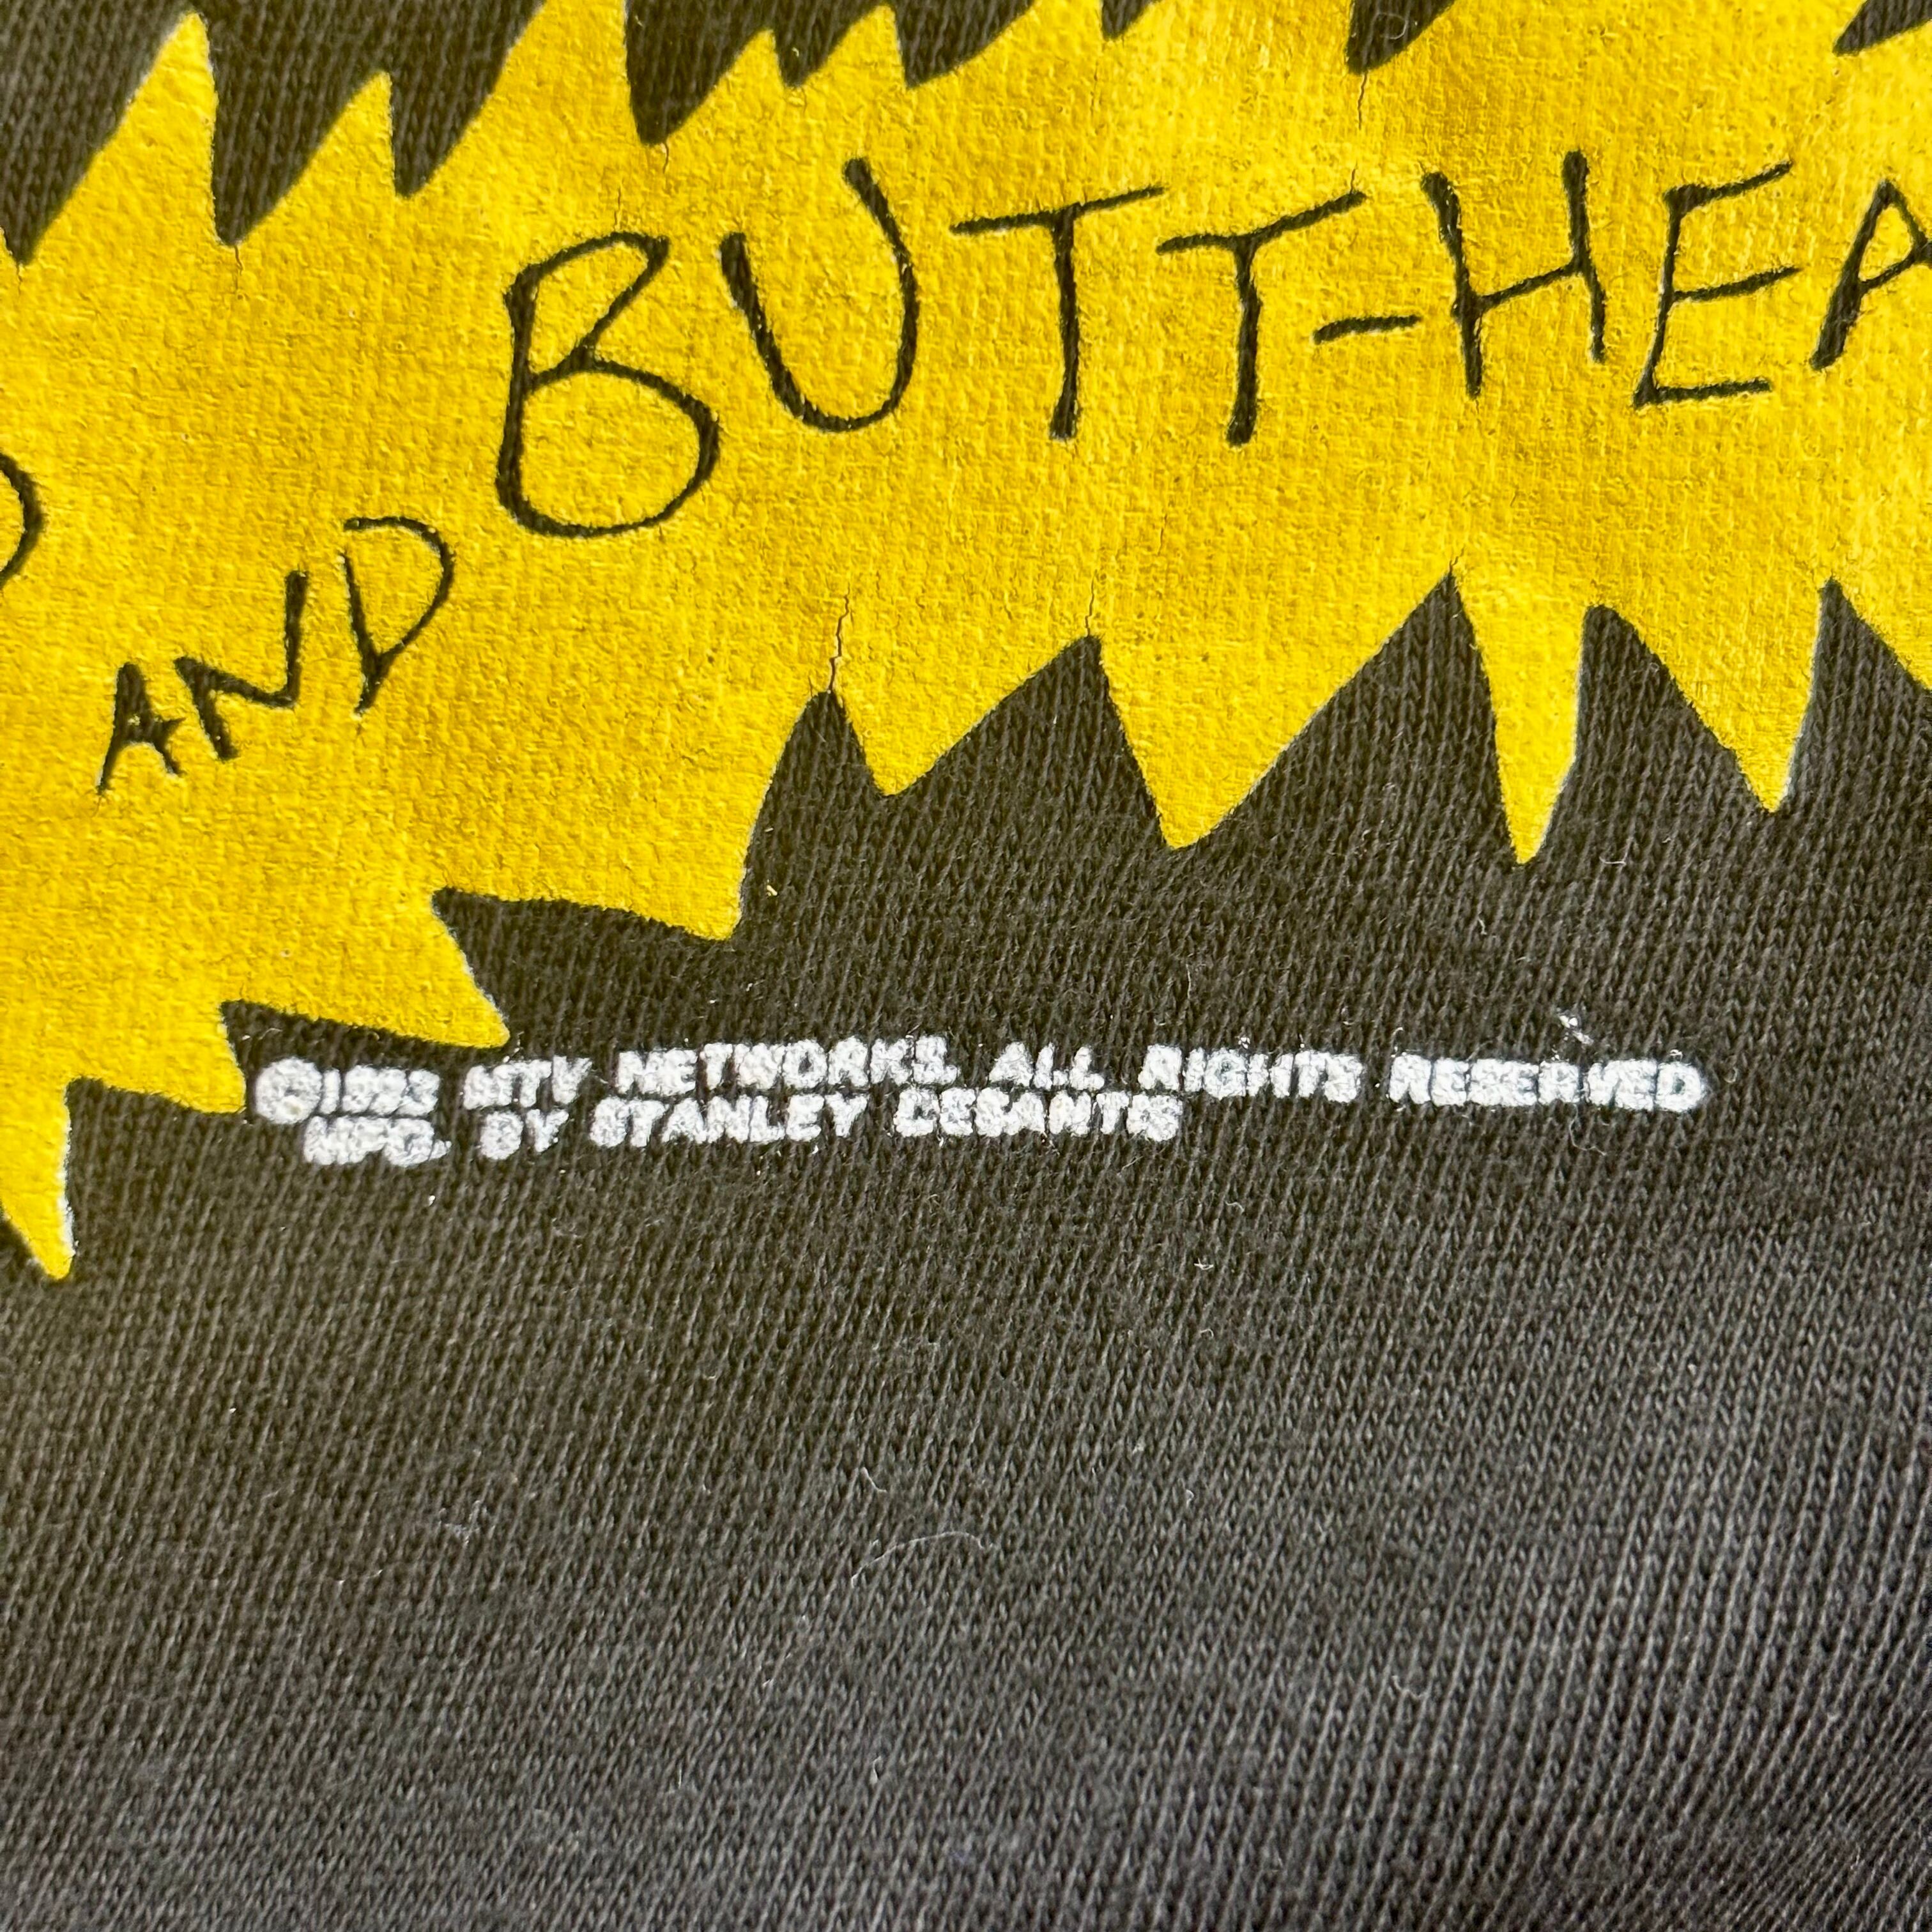 AND BUTT-HEA
©1993 MTV NETWORKS. ALL RIGHTS RESERVED
MFG. BY STANLEY DESANTIS